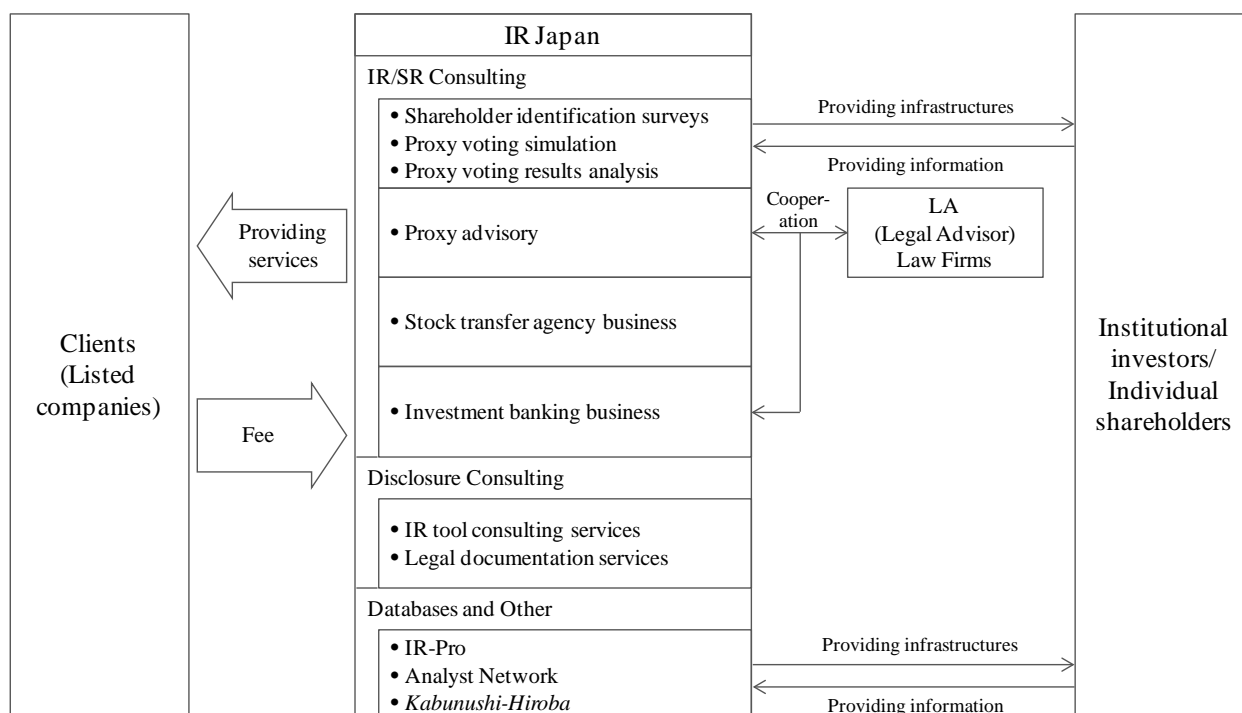 Clients
(Listed
companies)
Providing
services
Fee
IR Japan
IR/SR Consulting
• Shareholder identification surveys
• Proxy voting simulation
• Proxy voting results analysis
• Proxy advisory
• Stock transfer agency business
• Investment banking business
Disclosure Consulting
• IR tool consulting services
• Legal documentation services
Databases and Other
• IR-Pro
• Analyst Network
• Kabunushi-Hiroba
Providing infrastructures
Providing information
Cooper-
ation
LA
(Legal Advisor)
Law Firms
Providing infrastructures
Providing information
Institutional
investors/
Individual
shareholders